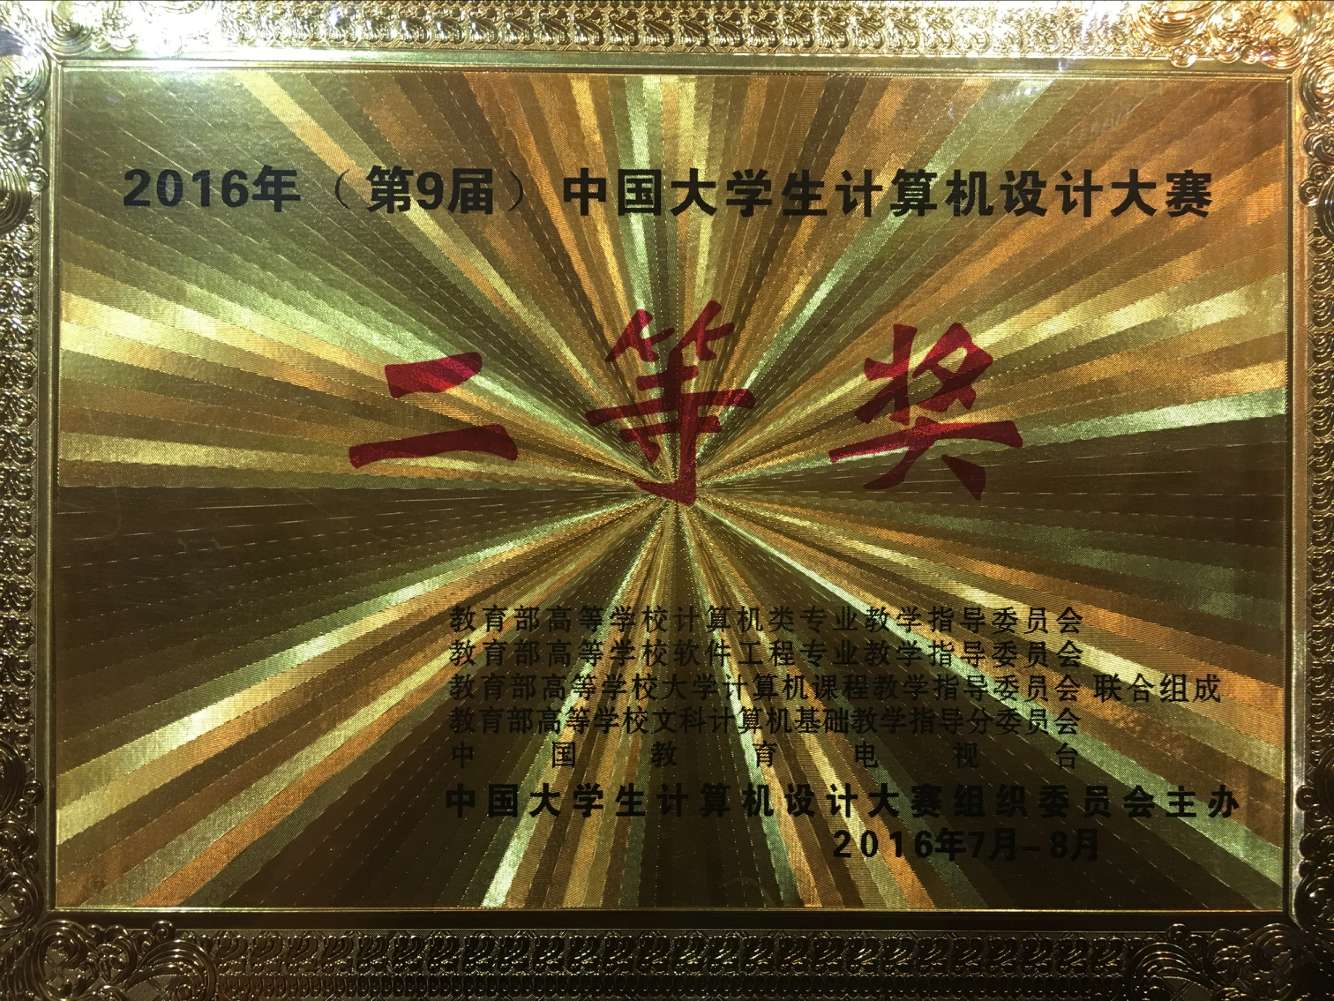 2016年（第9届）中国大学生计算机设计大赛
二等奖
教育部高等学校计算机类专业教学指导委员会
教育部高等学校软件工程专业教学指导委员会
教育部高等学校大学计算机课程教学指导委员会 联合组成
教育部高等学校文科计算机基础教学指导分委员会
中国教育电视台
中国大学生计算机设计大赛组织委员会主办
2016年7月-8月